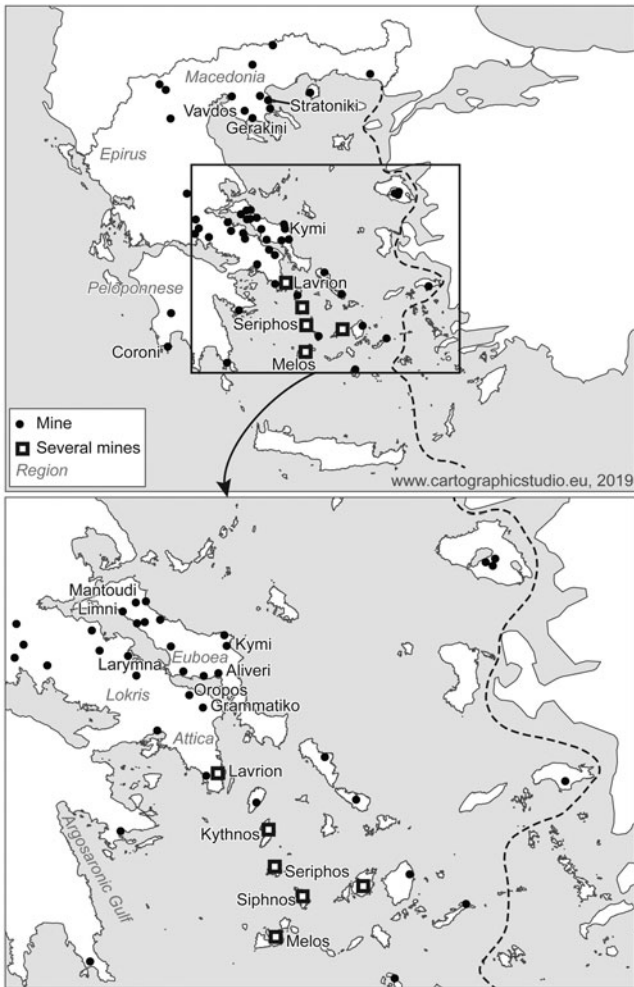 Macedonia
Stratoniki
Vavdos
Gerakini
Epirus
Kymi
Lavrion
Peloponnese
Seriphos
Coroni
Melos
Mine
Several mines
Region
www.cartographicstudio.eu, 2019
Mantoudi
Limni
Kymi
Larymna
Euboea
Aliveri
Lokris
Oropos
Grammatiko
Attica
Lavrion
Argosaronic Gulf
Kythnos
Seriphos
Siphnos
Melos